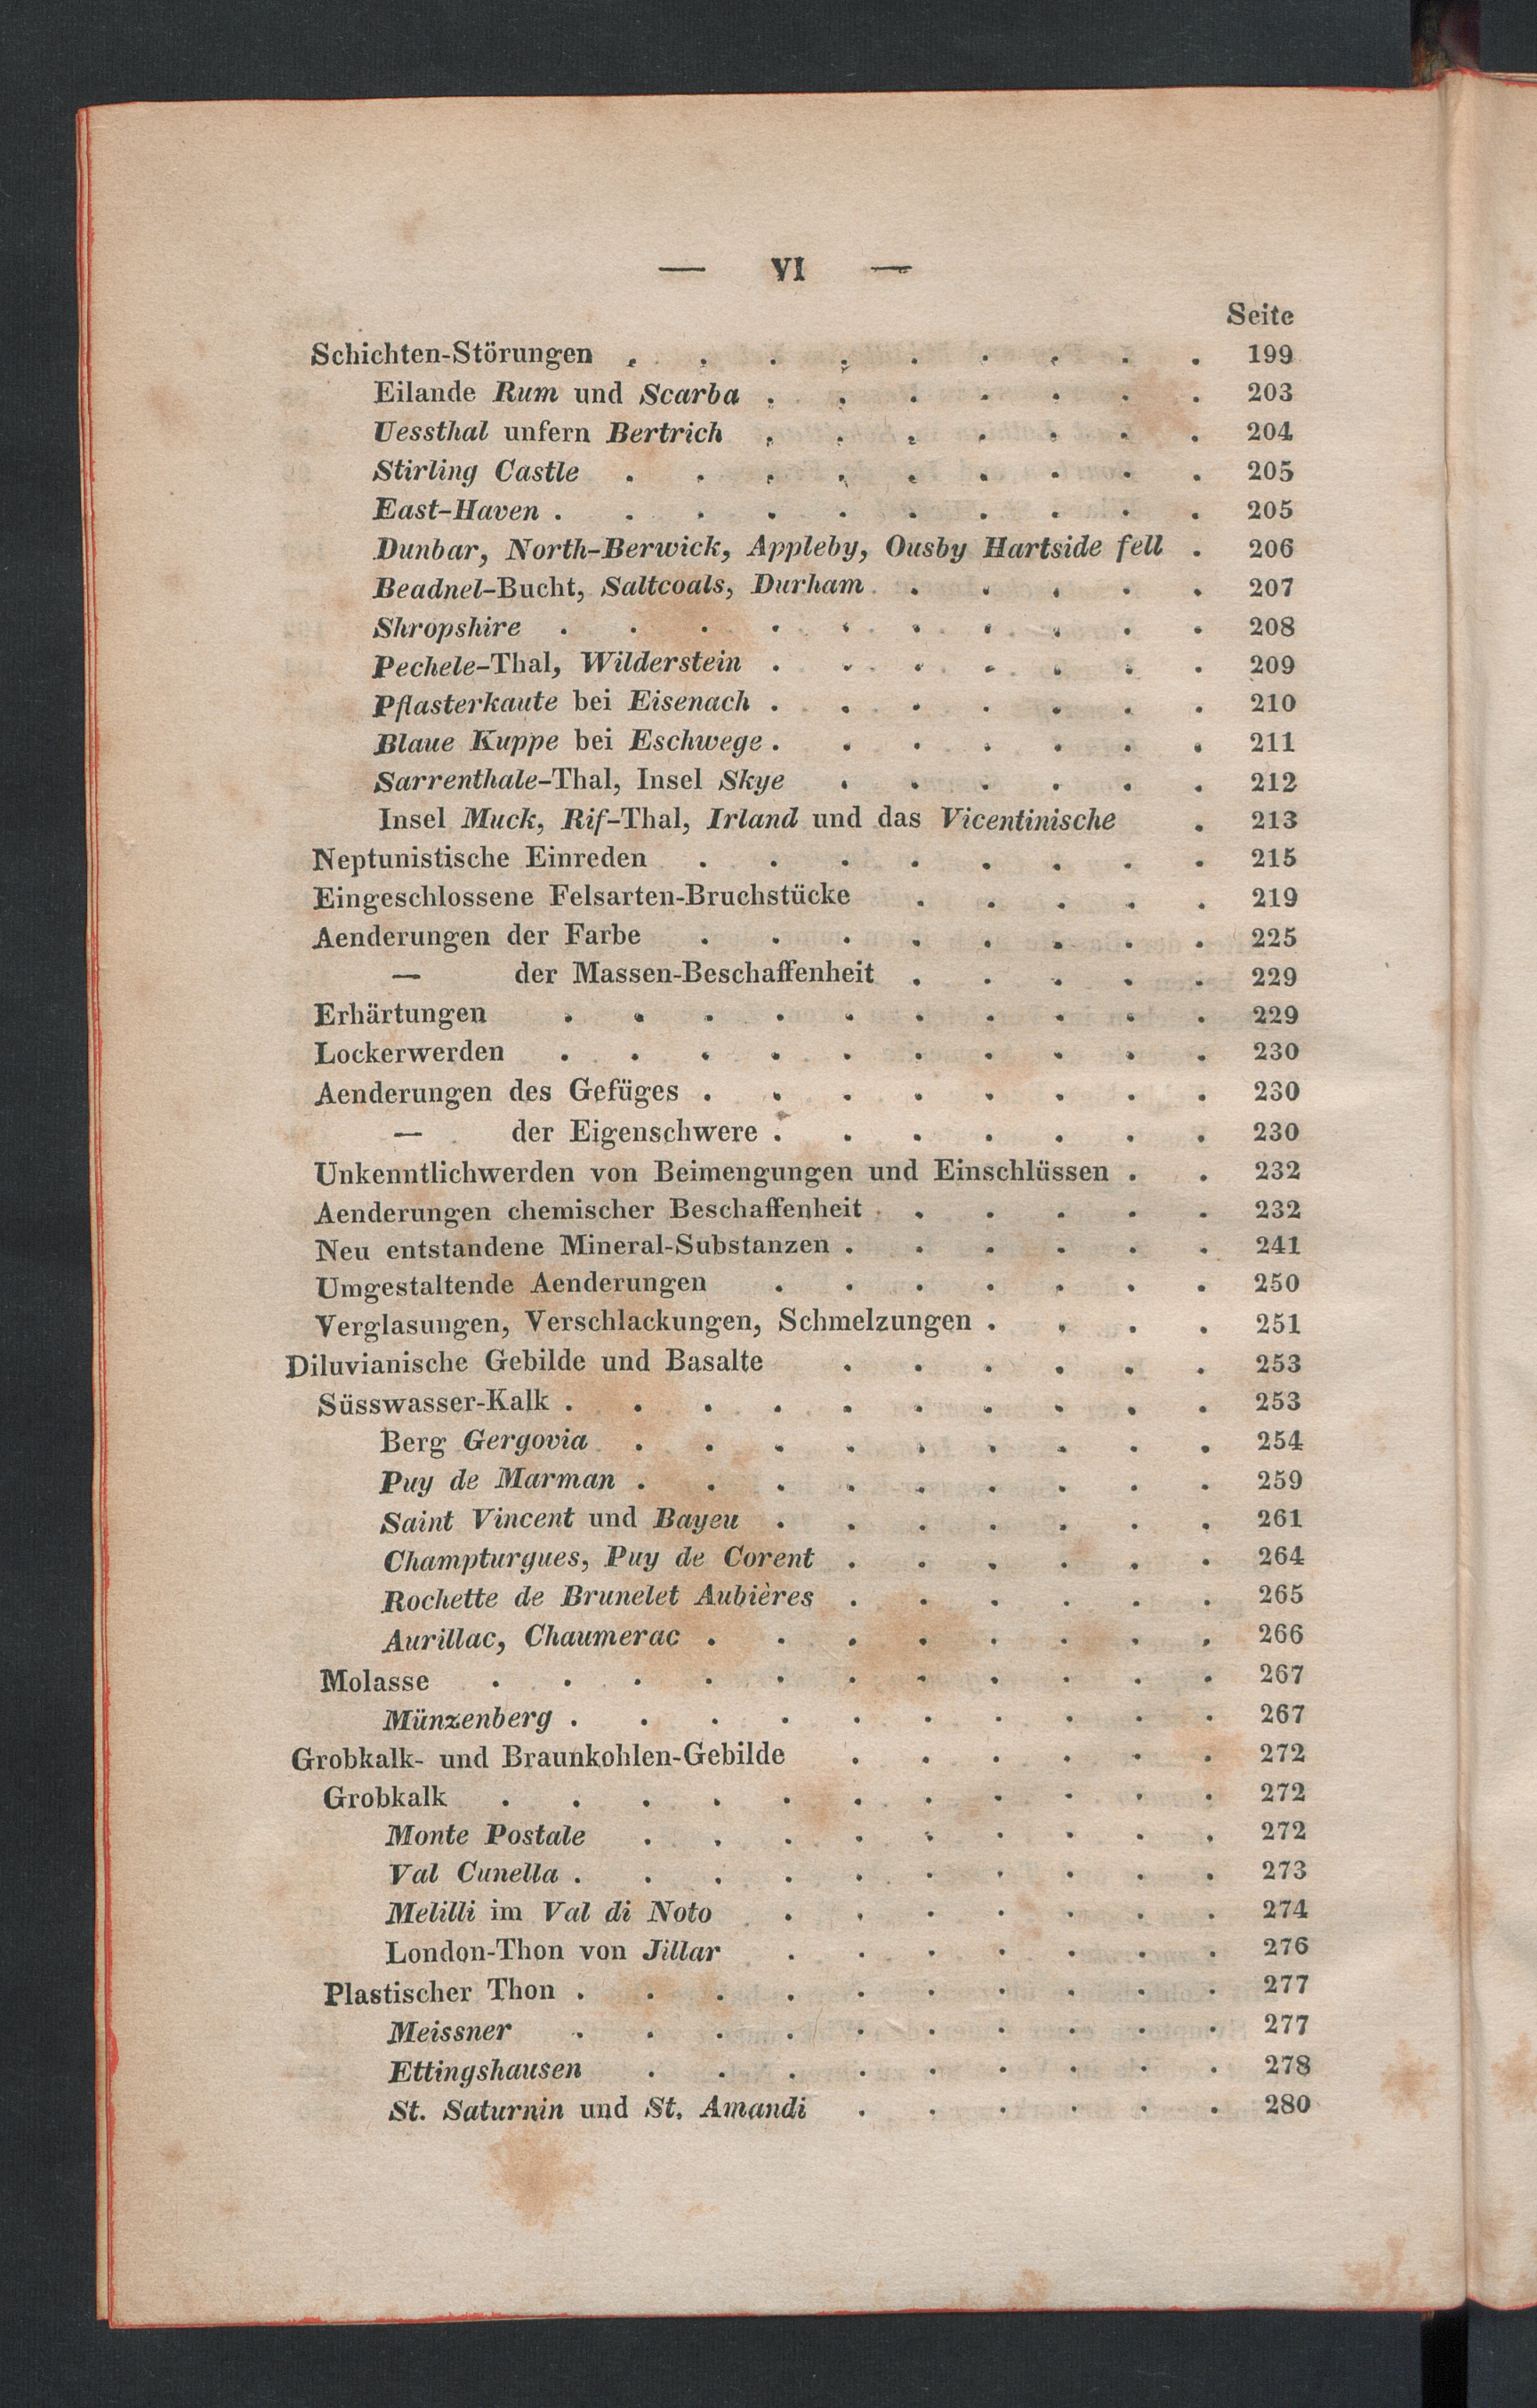 — VI —
Seite
Schichten-Störungen . . . . . . . . . 199
Eilande Rum und Scarba . . . . . . . 203
Uessthal unfern Bertrich . . . . . . . 204
Stirling Castle . . . . . . . . . 205
East-Haven . . . . . . . . . . 205
Dunbar, North-Berwick, Appleby, Ousby Hartside fell . 206
Beadnel-Bucht, Saltcoals, Durham . . . . . 207
Shropshire . . . . . . . . . . 208
Pechele-Thal, Wilderstein . . . . . . . 209
Pflasterkaute bei Eisenach . . . . . . . 210
Blaue Kuppe bei Eschwege . . . . . . . 211
Sarrenthale-Thal, Insel Skye . . . . . . 212
Insel Muck, Rif-Thal, Irland und das Vicentinische . 213
Neptunistische Einreden . . . . . . . . 215
Eingeschlossene Felsarten-Bruchstücke . . . . . 219
Aenderungen der Farbe . . . . . . . . 225
— der Massen-Beschaffenheit . . . . . 229
Erhärtungen . . . . . . . . . . 229
Lockerwerden . . . . . . . . . . 230
Aenderungen des Gefüges . . . . . . . . 230
— der Eigenschwere . . . . . . . 230
Unkenntlichwerden von Beimengungen und Einschlüssen . . 232
Aenderungen chemischer Beschaffenheit . . . . . 232
Neu entstandene Mineral-Substanzen . . . . . . 241
Umgestaltende Aenderungen . . . . . . . 250
Verglasungen, Verschlackungen, Schmelzungen . . . . 251
Diluvianische Gebilde und Basalte . . . . . . 253
Süsswasser-Kalk . . . . . . . . . . 253
Berg Gergovia . . . . . . . . . 254
Puy de Marman . . . . . . . . . 259
Saint Vincent und Bayeu . . . . . . . 261
Champturgues, Puy de Corent . . . . . . 264
Rochette de Brunelet Aubières . . . . . . 265
Aurillac, Chaumerac . . . . . . . . 266
Molasse . . . . . . . . . . . 267
Münzenberg . . . . . . . . . . 267
Grobkalk- und Braunkohlen-Gebilde . . . . . . 272
Grobkalk . . . . . . . . . . . 272
Monte Postale . . . . . . . . . 272
Val Cunella . . . . . . . . . . 273
Melilli im Val di Noto . . . . . . . 274
London-Thon von Jillar . . . . . . . 276
Plastischer Thon . . . . . . . . . . 277
Meissner . . . . . . . . . . 277
Ettingshausen . . . . . . . . . 278
St. Saturnin und St. Amandi . . . . . . 280